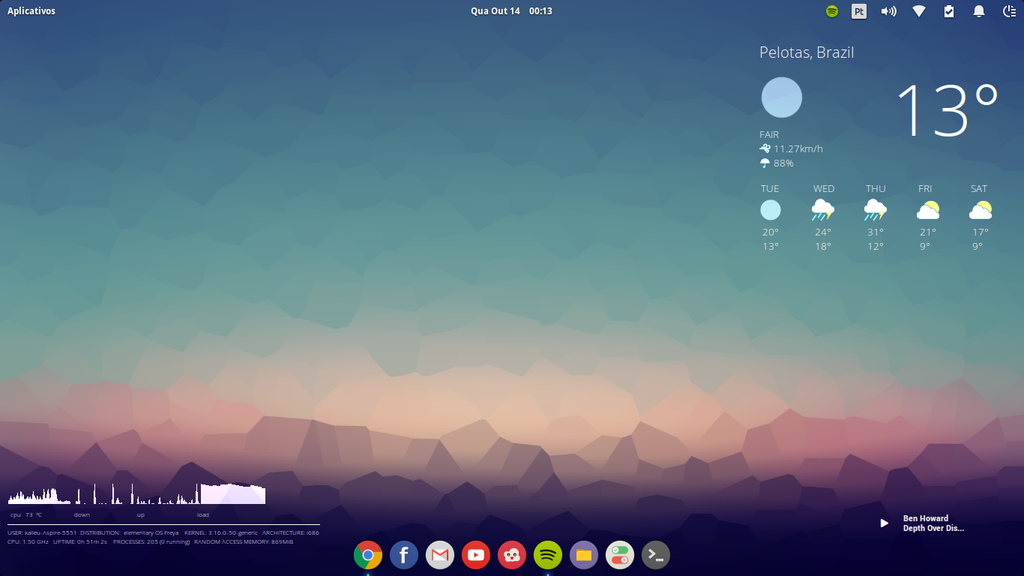 Aplicativos
Qua Out 14 00:13
Pt
Pelotas, Brazil
13°
FAIR
11.27km/h
88%
TUE WED THU FRI SAT
20° 24° 31° 21° 17°
13° 18° 12° 9° 9°
cpu 73 °C down up load
USER: kalleu-Aspire-5551 DISTRIBUTION: elementary OS Freya KERNEL: 3.16.0-50-generic ARCHITECTURE: i686
CPU: 1.50 GHz UPTIME: 0h 51m 2s PROCESSES: 205 (0 running) RANDOM ACCESS MEMORY: 869MiB
Ben Howard
Depth Over Dis...